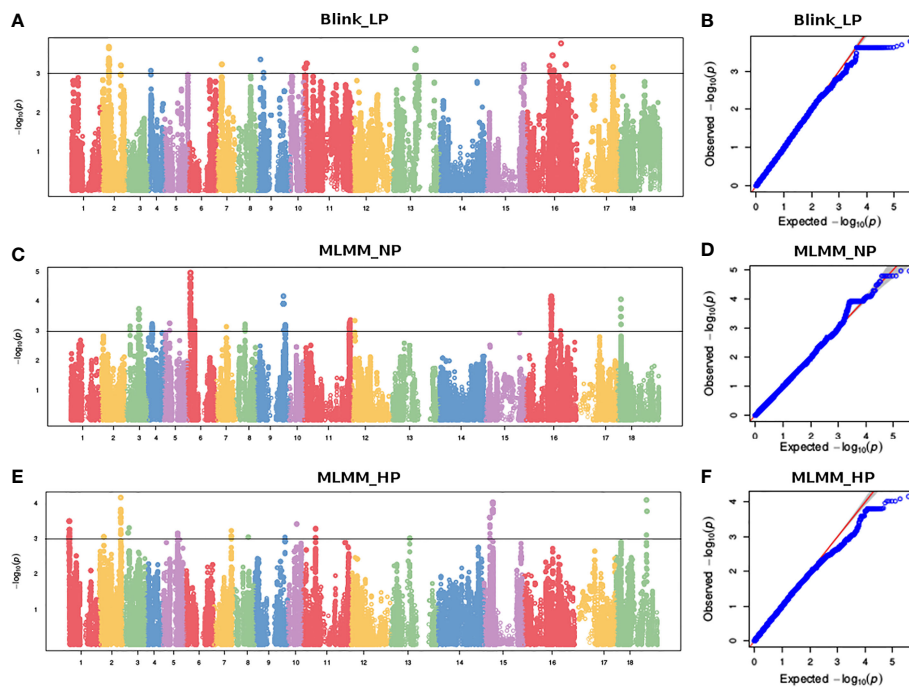 A
Blink_LP
B
Blink_LP
−log10(p)
3
2
1
1 2 3 4 5 6 7 8 9 10 11 12 13 14 15 16 17 18
Observed −log10(p)
3
2
1
0
0 1 2 3 4 5
Expected −log10(p)
C
MLMM_NP
D
MLMM_NP
−log10(p)
5
4
3
2
1
1 2 3 4 5 6 7 8 9 10 11 12 13 14 15 16 17 18
Observed −log10(p)
5
4
3
2
1
0
0 1 2 3 4 5
Expected −log10(p)
E
MLMM_HP
F
MLMM_HP
−log10(p)
4
3
2
1
1 2 3 4 5 6 7 8 9 10 11 12 13 14 15 16 17 18
Observed −log10(p)
4
3
2
1
0
0 1 2 3 4 5
Expected −log10(p)